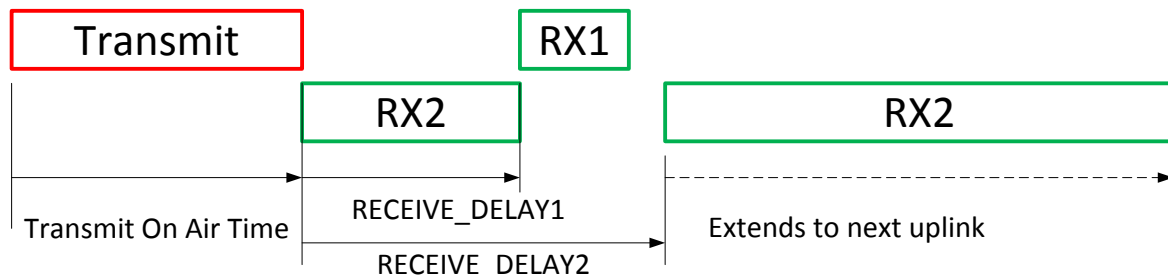 Transmit
RX1
RX2
RX2
RECEIVE_DELAY1
Transmit On Air Time
Extends to next uplink
RECEIVE_DELAY2